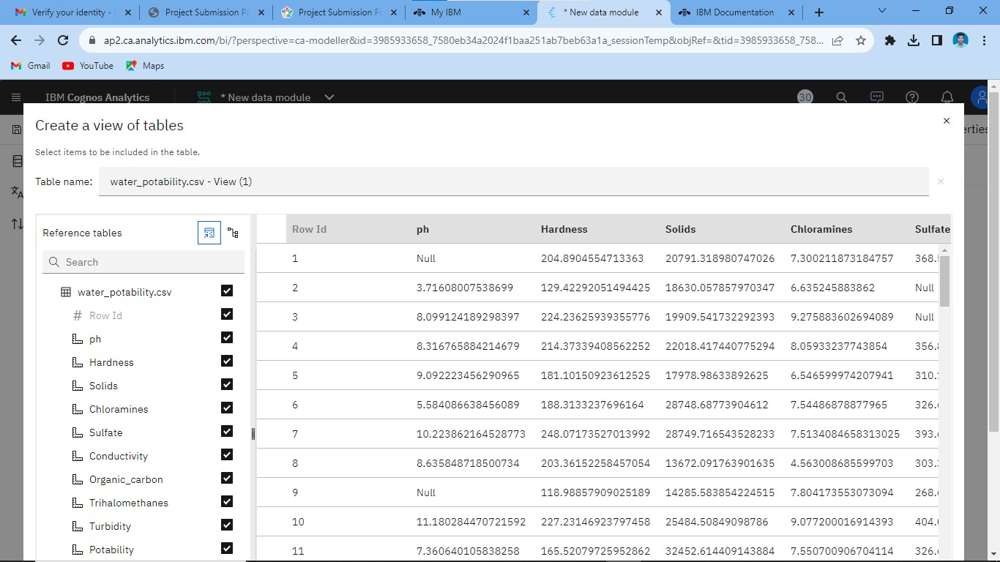 Verify your identity -
Project Submission Pa
Project Submission Fo
My IBM
* New data module
IBM Documentation
ap2.ca.analytics.ibm.com/bi/?perspective=ca-modeller&id=3985933658_7580eb34a2024f1baa251ab7beb63a1a_sessionTemp&objRef=&tid=3985933658_758...
Gmail YouTube Maps
IBM Cognos Analytics * New data module 30
Create a view of tables
erties
Select items to be included in the table.
Table name: water_potability.csv - View (1)
Reference tables
Search
water_potability.csv
Row Id
ph
Hardness
Solids
Chloramines
Sulfate
Conductivity
Organic_carbon
Trihalomethanes
Turbidity
Potability
Row Id ph Hardness Solids Chloramines Sulfate
1 Null 204.8904554713363 20791.318980747026 7.300211873184757 368.5
2 3.71608007538699 129.42292051494425 18630.057857970347 6.635245883862 Null
3 8.099124189298397 224.23625939355776 19909.541732292393 9.275883602694089 Null
4 8.316765884214679 214.37339408562252 22018.417440775294 8.05933237743854 356.8
5 9.092223456290965 181.10150923612525 17978.98633892625 6.546599974207941 310.1
6 5.584086638456089 188.3133237696164 28748.68773904612 7.54486878877965 326.6
7 10.223862164528773 248.07173527013992 28749.716543528233 7.5134084658313025 393.6
8 8.635848718500734 203.36152258457054 13672.091763901635 4.563008685599703 303.3
9 Null 118.98857909025189 14285.583854224515 7.804173553073094 268.6
10 11.180284470721592 227.23146923797458 25484.50849098786 9.077200016914393 404.0
11 7.360640105838258 165.52079725952862 32452.614409143884 7.550700906704114 326.6